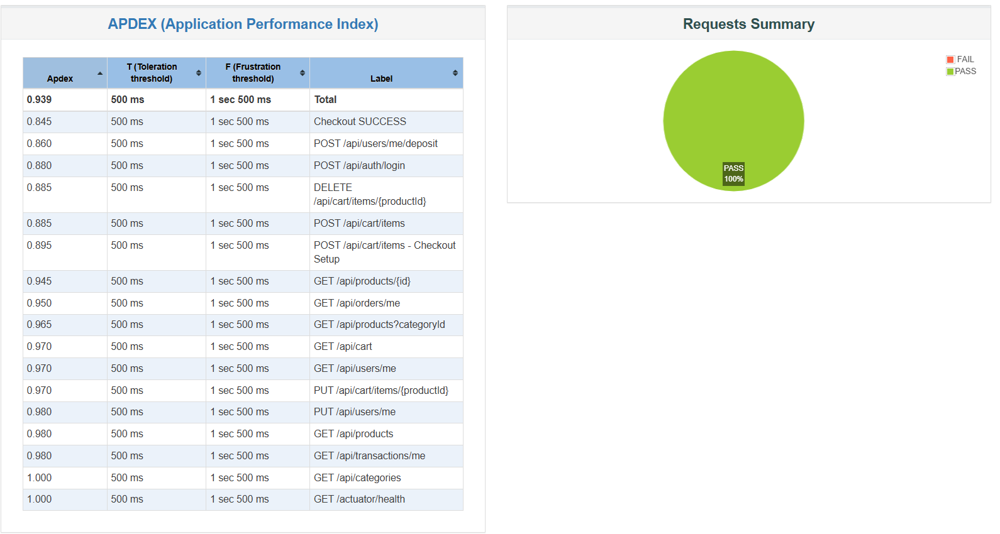 APDEX (Application Performance Index)
Apdex T (Toleration threshold) F (Frustration threshold) Label
0.939 500 ms 1 sec 500 ms Total
0.845 500 ms 1 sec 500 ms Checkout SUCCESS
0.860 500 ms 1 sec 500 ms POST /api/users/me/deposit
0.880 500 ms 1 sec 500 ms POST /api/auth/login
0.885 500 ms 1 sec 500 ms DELETE
/api/cart/items/{productId}
0.885 500 ms 1 sec 500 ms POST /api/cart/items
0.895 500 ms 1 sec 500 ms POST /api/cart/items - Checkout
Setup
0.945 500 ms 1 sec 500 ms GET /api/products/{id}
0.950 500 ms 1 sec 500 ms GET /api/orders/me
0.965 500 ms 1 sec 500 ms GET /api/products?categoryId
0.970 500 ms 1 sec 500 ms GET /api/cart
0.970 500 ms 1 sec 500 ms GET /api/users/me
0.970 500 ms 1 sec 500 ms PUT /api/cart/items/{productId}
0.980 500 ms 1 sec 500 ms PUT /api/users/me
0.980 500 ms 1 sec 500 ms GET /api/products
0.980 500 ms 1 sec 500 ms GET /api/transactions/me
1.000 500 ms 1 sec 500 ms GET /api/categories
1.000 500 ms 1 sec 500 ms GET /actuator/health
Requests Summary
FAIL
PASS
PASS
100%